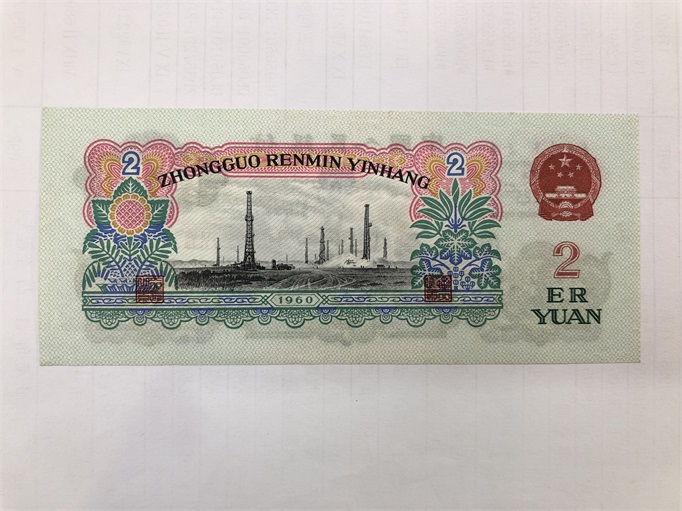 2 2
ZHONGGUO RENMIN YINHANG
1960
2
ER
YUAN